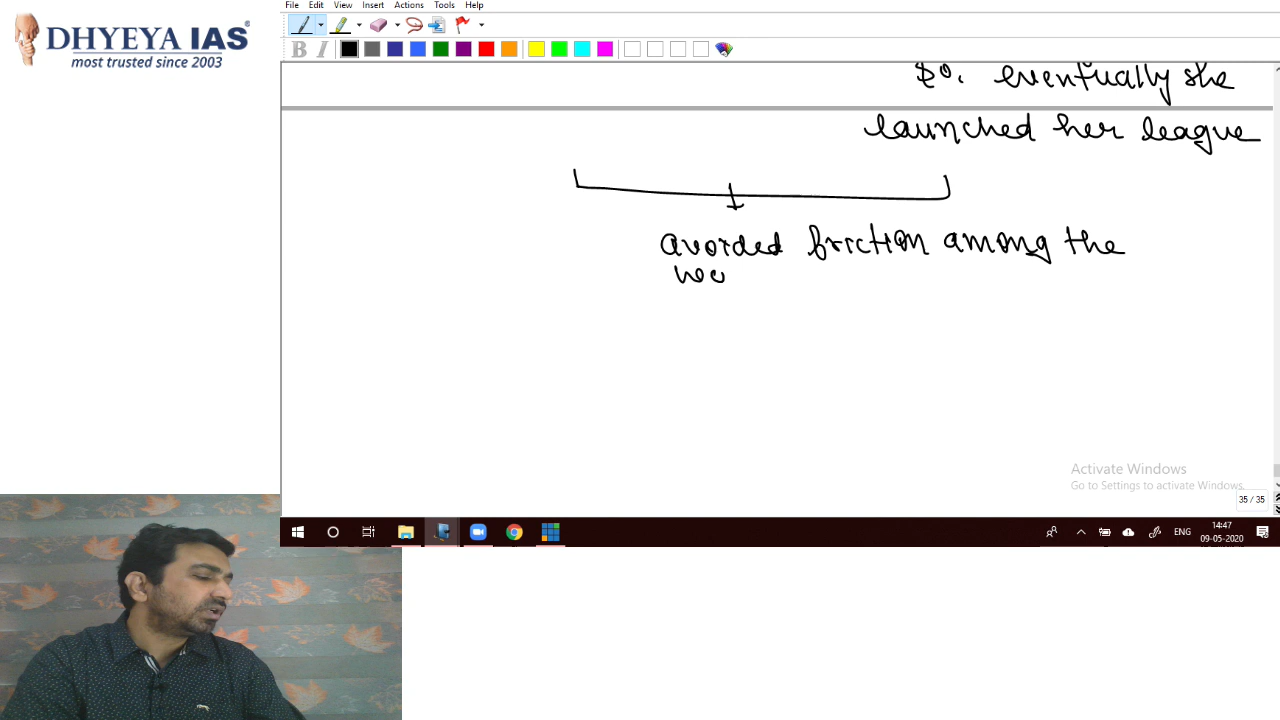 DHYEYA IAS®
most trusted since 2003
File Edit View Insert Actions Tools Help
B I
eventually she
launched her league
avoided friction among the
Activate Windows
Go to Settings to activate Windows.
35 / 35
ENG
14:47
09-05-2020